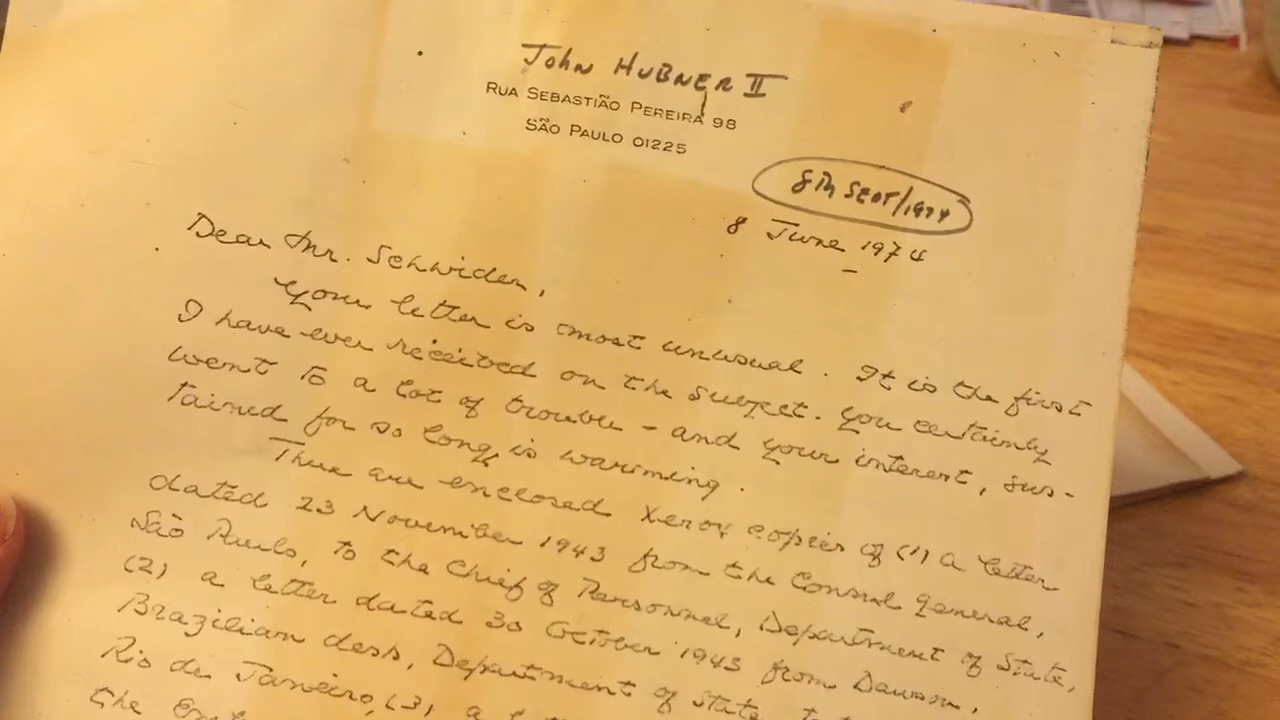 John Hubner II
Rua Sebastião Pereira 98
São Paulo 01225
8th Sept/1974
8 June 1974
Dear Mr. Schwiden,
Your letter is most unusual. It is the first
I have ever received on the subject. You certainly
went to a lot of trouble - and your interest, sus-
tained for so long is warming.
There are enclosed Xerox copies of (1) a letter
dated 23 November 1943 from the Consul General,
São Paulo, to the Chief of Personnel, Department of State,
(2) a letter dated 30 October 1943 from Dawson,
Brazilian desk, Department of State,
Rio de Janeiro, (3) a
the